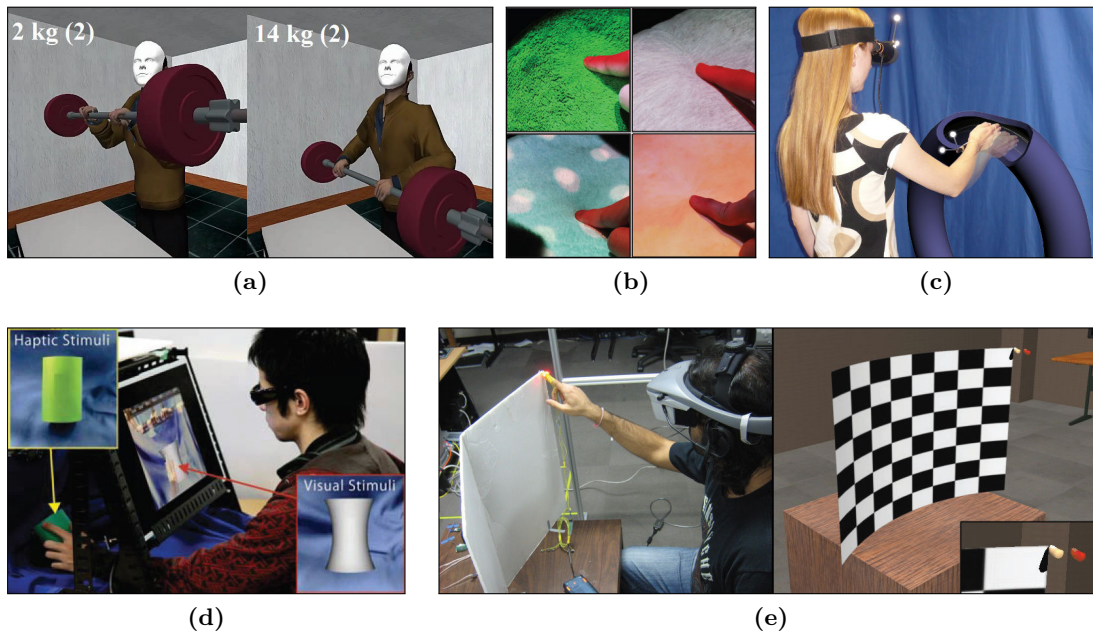 2 kg (2)
14 kg (2)
(a)
(b)
(c)
Haptic Stimuli
Visual Stimuli
(d)
(e)